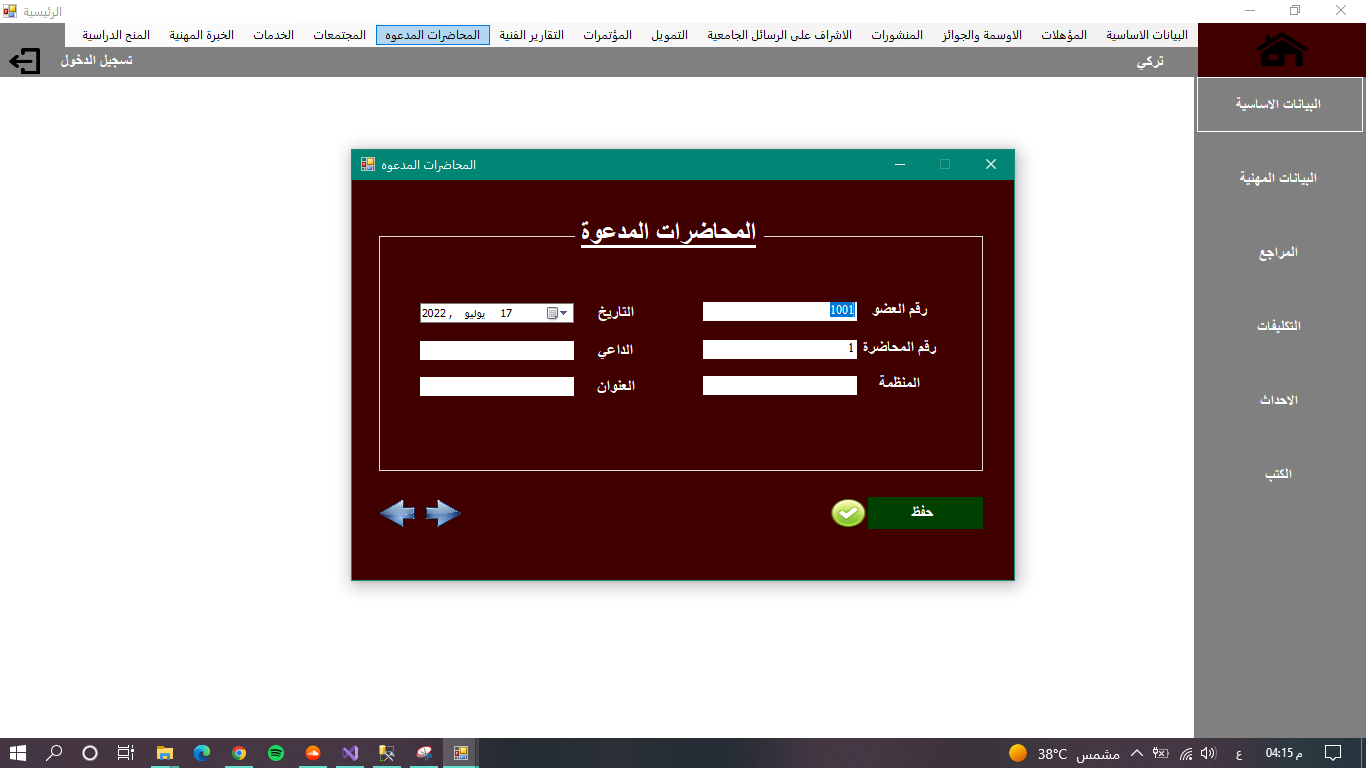 الرئيسية
البيانات الاساسية
المؤهلات
الاوسمة والجوائز
المنشورات
الاشراف على الرسائل الجامعية
التمويل
المؤتمرات
التقارير الفنية
المحاضرات المدعوه
المجتمعات
الخدمات
الخبرة المهنية
المنح الدراسية
تركي
تسجيل الدخول
البيانات الاساسية
البيانات المهنية
المراجع
التكليفات
الاحداث
الكتب
المحاضرات المدعوه
المحاضرات المدعوة
رقم العضو 1001
التاريخ 17 يوليو , 2022
رقم المحاضرة 1
الداعي
المنظمة
العنوان
حفظ
38°C مشمس
ع
04:15 م